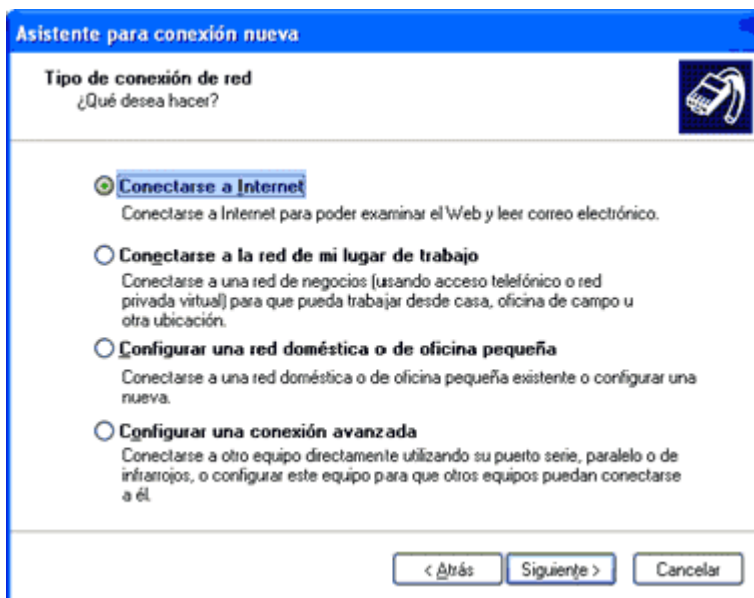 Asistente para conexión nueva
Tipo de conexión de red
¿Qué desea hacer?
Conectarse a Internet
Conectarse a Internet para poder examinar el Web y leer correo electrónico.
Conectarse a la red de mi lugar de trabajo
Conectarse a una red de negocios (usando acceso telefónico o red
privada virtual) para que pueda trabajar desde casa, oficina de campo u
otra ubicación.
Configurar una red doméstica o de oficina pequeña
Conectarse a una red doméstica o de oficina pequeña existente o configurar una
nueva.
Configurar una conexión avanzada
Conectarse a otro equipo directamente utilizando su puerto serie, paralelo o de
infrarrojos, o configurar este equipo para que otros equipos puedan conectarse
a él.
< Atrás Siguiente > Cancelar